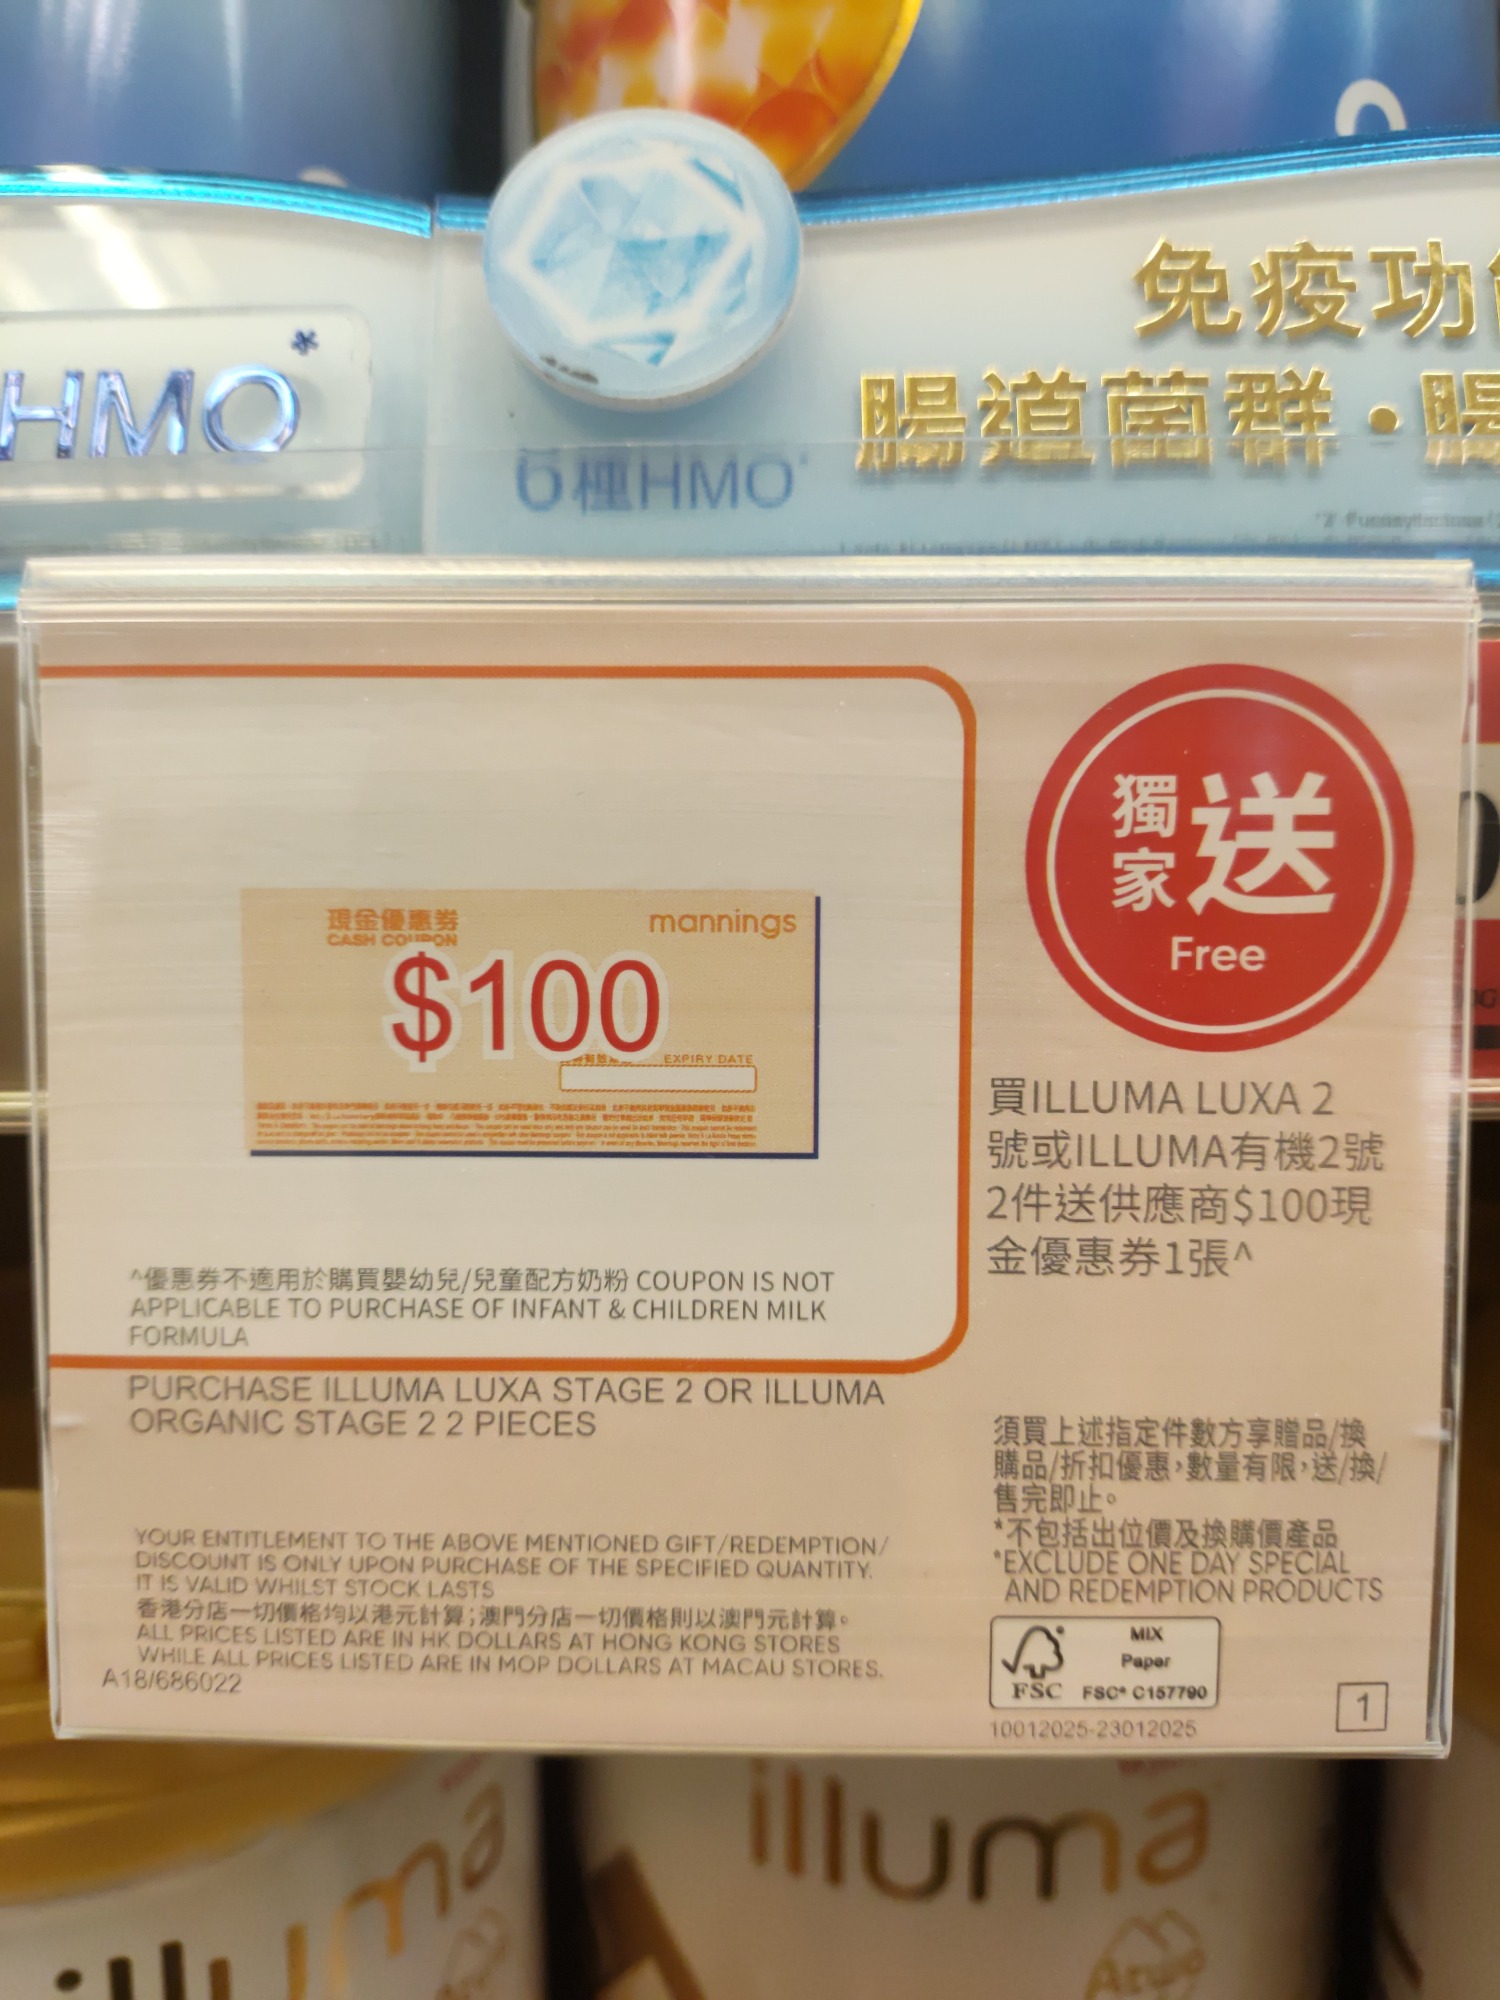 免疫功
HMO*
腸道菌群・腸
6種HMO*
獨家送
Free
現金優惠券
CASH COUPON
mannings
$100
EXPIRY DATE
買ILLUMA LUXA 2
號或ILLUMA有機2號
2件送供應商$100現
金優惠券1張^
^優惠券不適用於購買嬰幼兒/兒童配方奶粉 COUPON IS NOT
APPLICABLE TO PURCHASE OF INFANT & CHILDREN MILK
FORMULA
PURCHASE ILLUMA LUXA STAGE 2 OR ILLUMA
ORGANIC STAGE 2 2 PIECES
須買上述指定件數方享贈品/換
購品/折扣優惠,數量有限,送/換/
售完即止。
*不包括出位價及換購價產品
*EXCLUDE ONE DAY SPECIAL
AND REDEMPTION PRODUCTS
YOUR ENTITLEMENT TO THE ABOVE MENTIONED GIFT/REDEMPTION/
DISCOUNT IS ONLY UPON PURCHASE OF THE SPECIFIED QUANTITY.
IT IS VALID WHILST STOCK LASTS
香港分店一切價格均以港元計算;澳門分店一切價格則以澳門元計算。
ALL PRICES LISTED ARE IN HK DOLLARS AT HONG KONG STORES
WHILE ALL PRICES LISTED ARE IN MOP DOLLARS AT MACAU STORES.
A18/686022
MIX
Paper
FSC
FSC® C157790
10012025-23012025
1
illuma
illuma